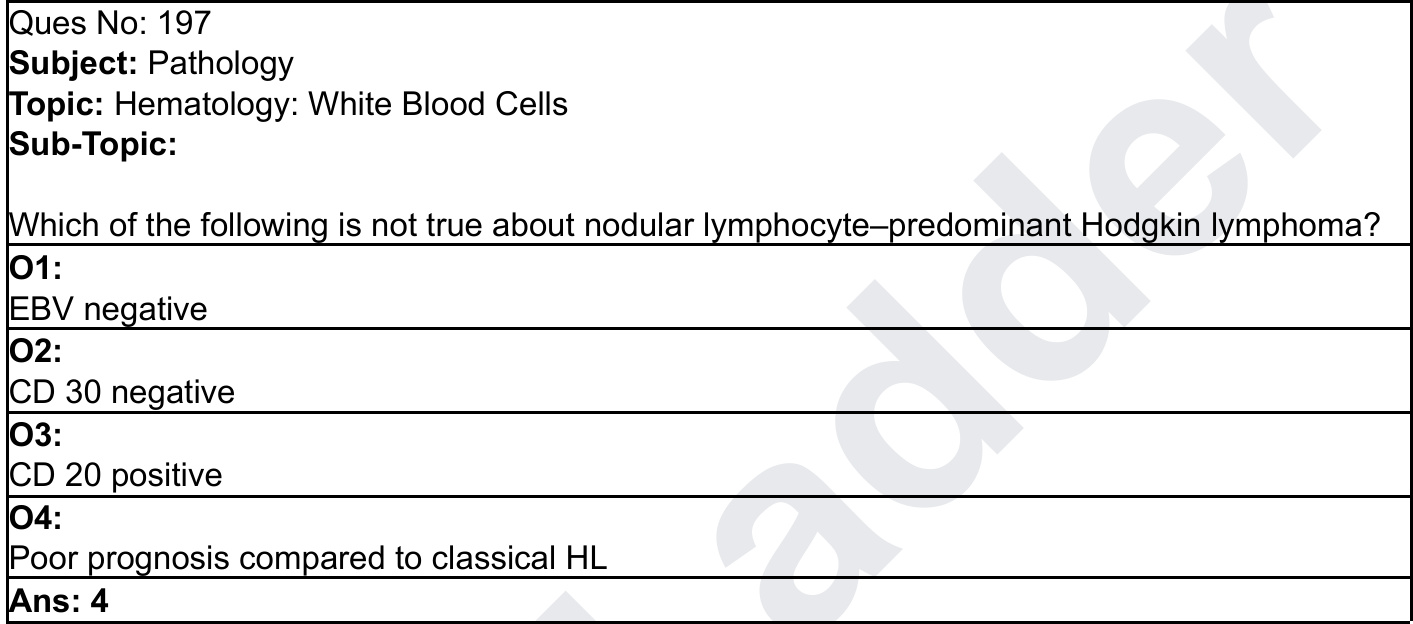 Ques No: 197
Subject: Pathology
Topic: Hematology: White Blood Cells
Sub-Topic:
Which of the following is not true about nodular lymphocyte–predominant Hodgkin lymphoma?
O1:
EBV negative
O2:
CD 30 negative
O3:
CD 20 positive
O4:
Poor prognosis compared to classical HL
Ans: 4
adder